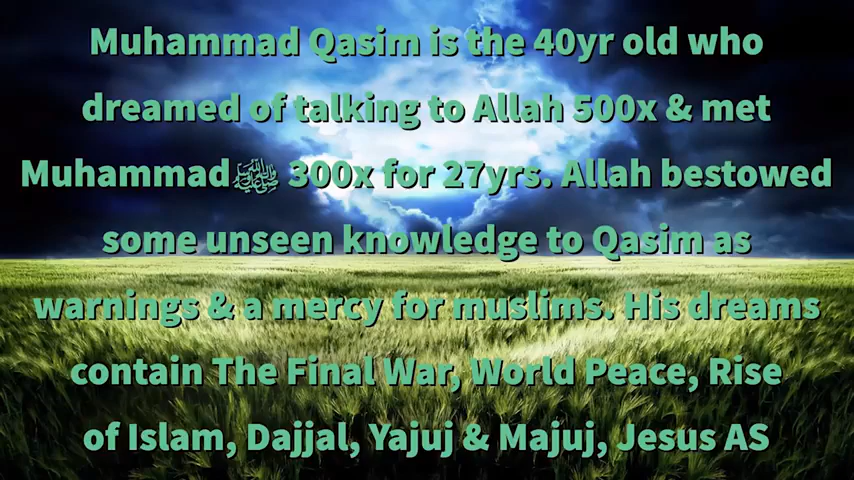 Muhammad Qasim is the 40yr old who
dreamed of talking to Allah 500x & met
Muhammadﷺ 300x for 27yrs. Allah bestowed
some unseen knowledge to Qasim as
warnings & a mercy for muslims. His dreams
contain The Final War, World Peace, Rise
of Islam, Dajjal, Yajuj & Majuj, Jesus AS